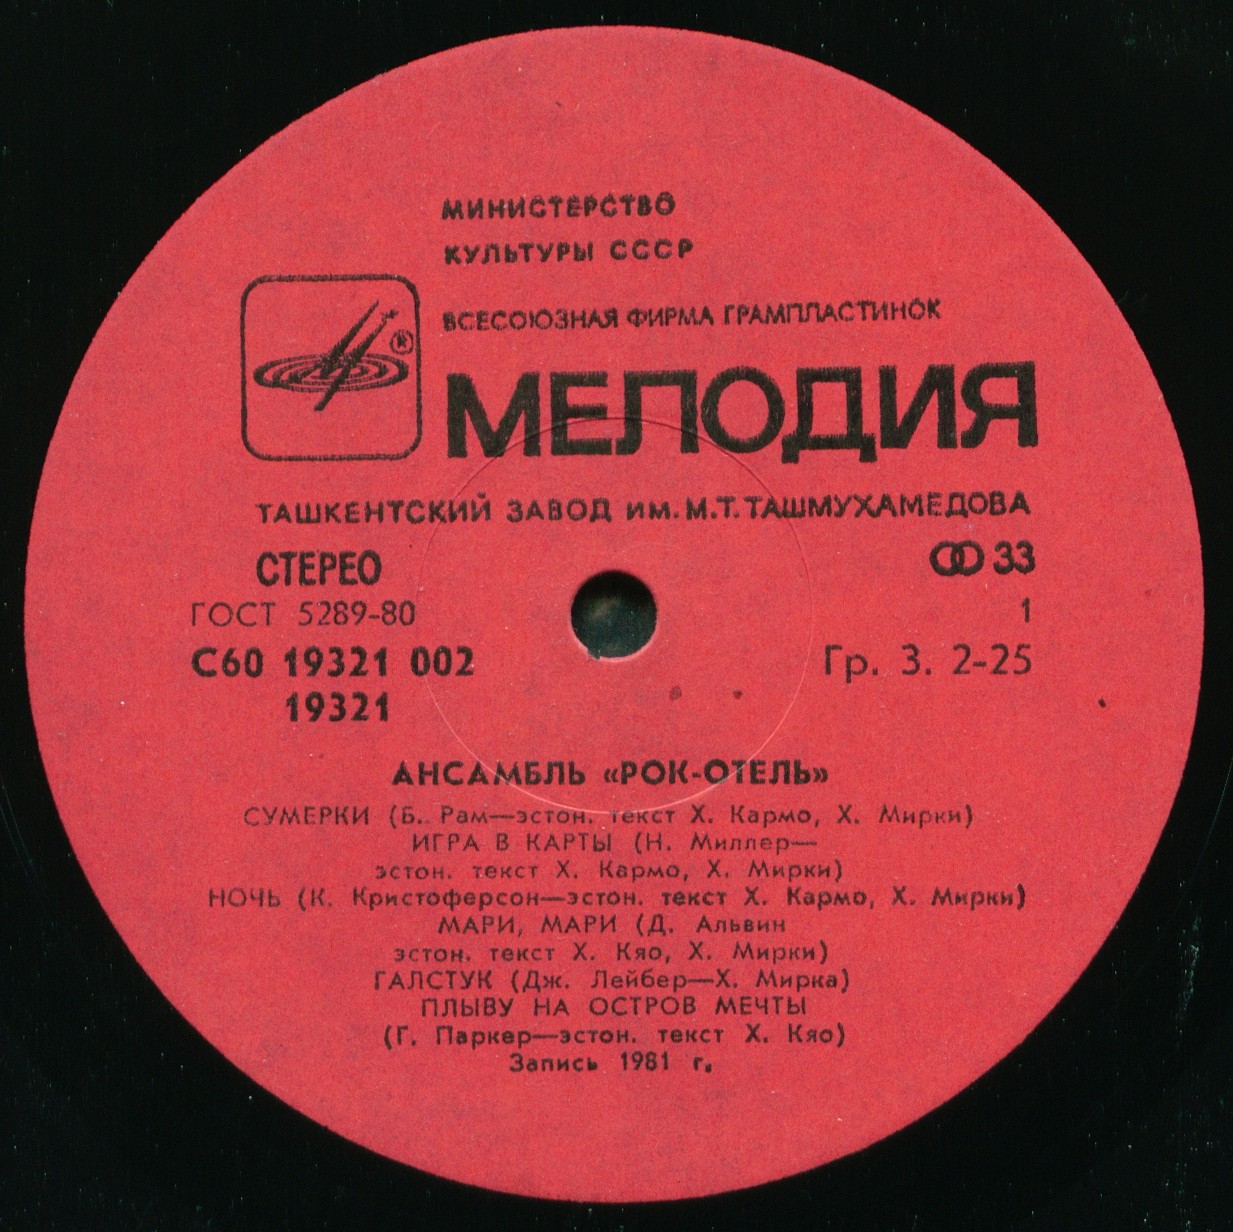 МИНИСТЕРСТВО
КУЛЬТУРЫ СССР
ВСЕСОЮЗНАЯ ФИРМА ГРАМПЛАСТИНОК
®
МЕЛОДИЯ
ТАШКЕНТСКИЙ ЗАВОД ИМ. М.Т. ТАШМУХАМЕДОВА
СТЕРЕО 33
ГОСТ 5289-80 1
С60 19321 002 Гр. 3. 2-25
19321
АНСАМБЛЬ «РОК-ОТЕЛЬ»
СУМЕРКИ (Б. Рам—эстон. текст Х. Кармо, Х. Мирки)
ИГРА В КАРТЫ (Н. Миллер—
эстон. текст Х. Кармо, Х. Мирки)
НОЧЬ (К. Кристоферсон—эстон. текст Х. Кармо, Х. Мирки)
МАРИ, МАРИ (Д. Альвин
эстон. текст Х. Кяо, Х. Мирки)
ГАЛСТУК (Дж. Лейбер—Х. Мирка)
ПЛЫВУ НА ОСТРОВ МЕЧТЫ
(Г. Паркер—эстон. текст Х. Кяо)
Запись 1981 г.